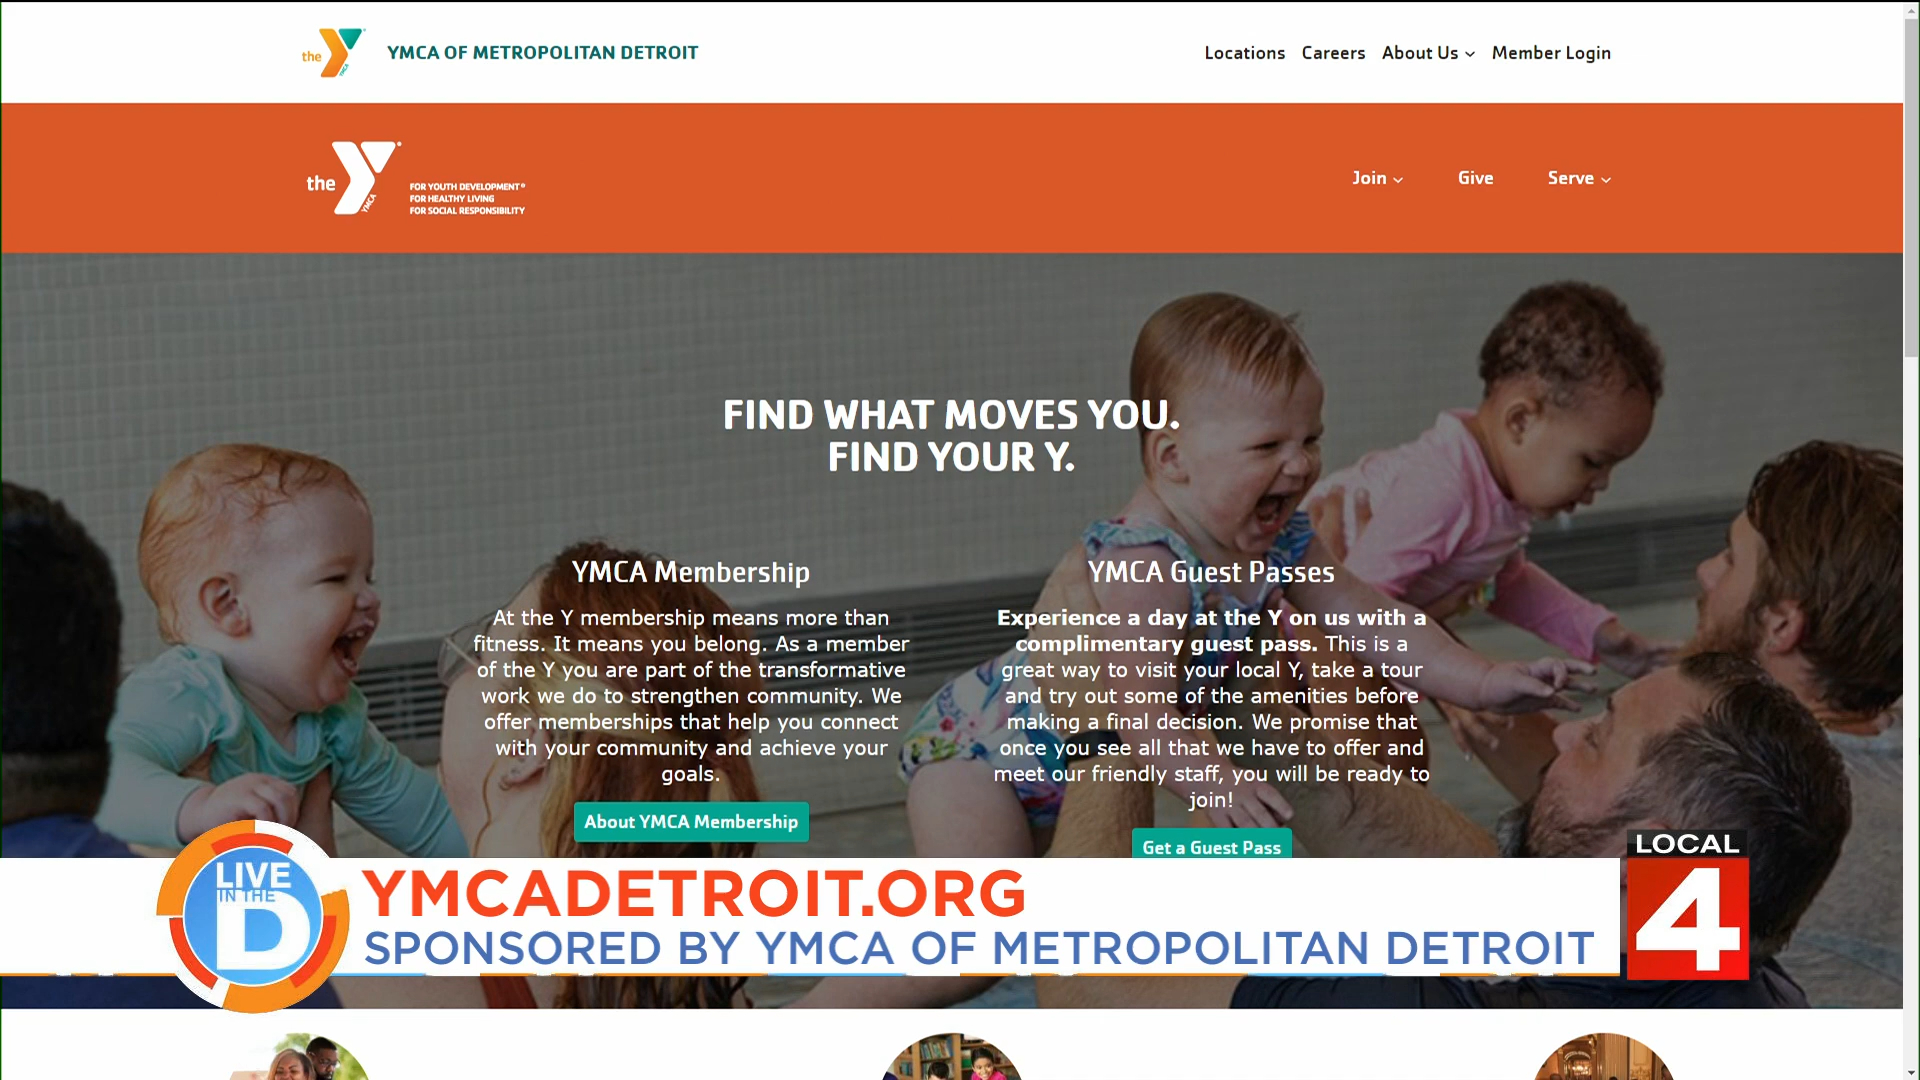 the YMCA
YMCA OF METROPOLITAN DETROIT
Locations Careers About Us Member Login
the YMCA
FOR YOUTH DEVELOPMENT®
FOR HEALTHY LIVING
FOR SOCIAL RESPONSIBILITY
Join Give Serve
FIND WHAT MOVES YOU.
FIND YOUR Y.
YMCA Membership
At the Y membership means more than
fitness. It means you belong. As a member
of the Y you are part of the transformative
work we do to strengthen community. We
offer memberships that help you connect
with your community and achieve your
goals.
About YMCA Membership
YMCA Guest Passes
Experience a day at the Y on us with a
complimentary guest pass. This is a
great way to visit your local Y, take a tour
and try out some of the amenities before
making a final decision. We promise that
once you see all that we have to offer and
meet our friendly staff, you will be ready to
join!
Get a Guest Pass
LIVE
IN THE
D
YMCADETROIT.ORG
SPONSORED BY YMCA OF METROPOLITAN DETROIT
LOCAL
4